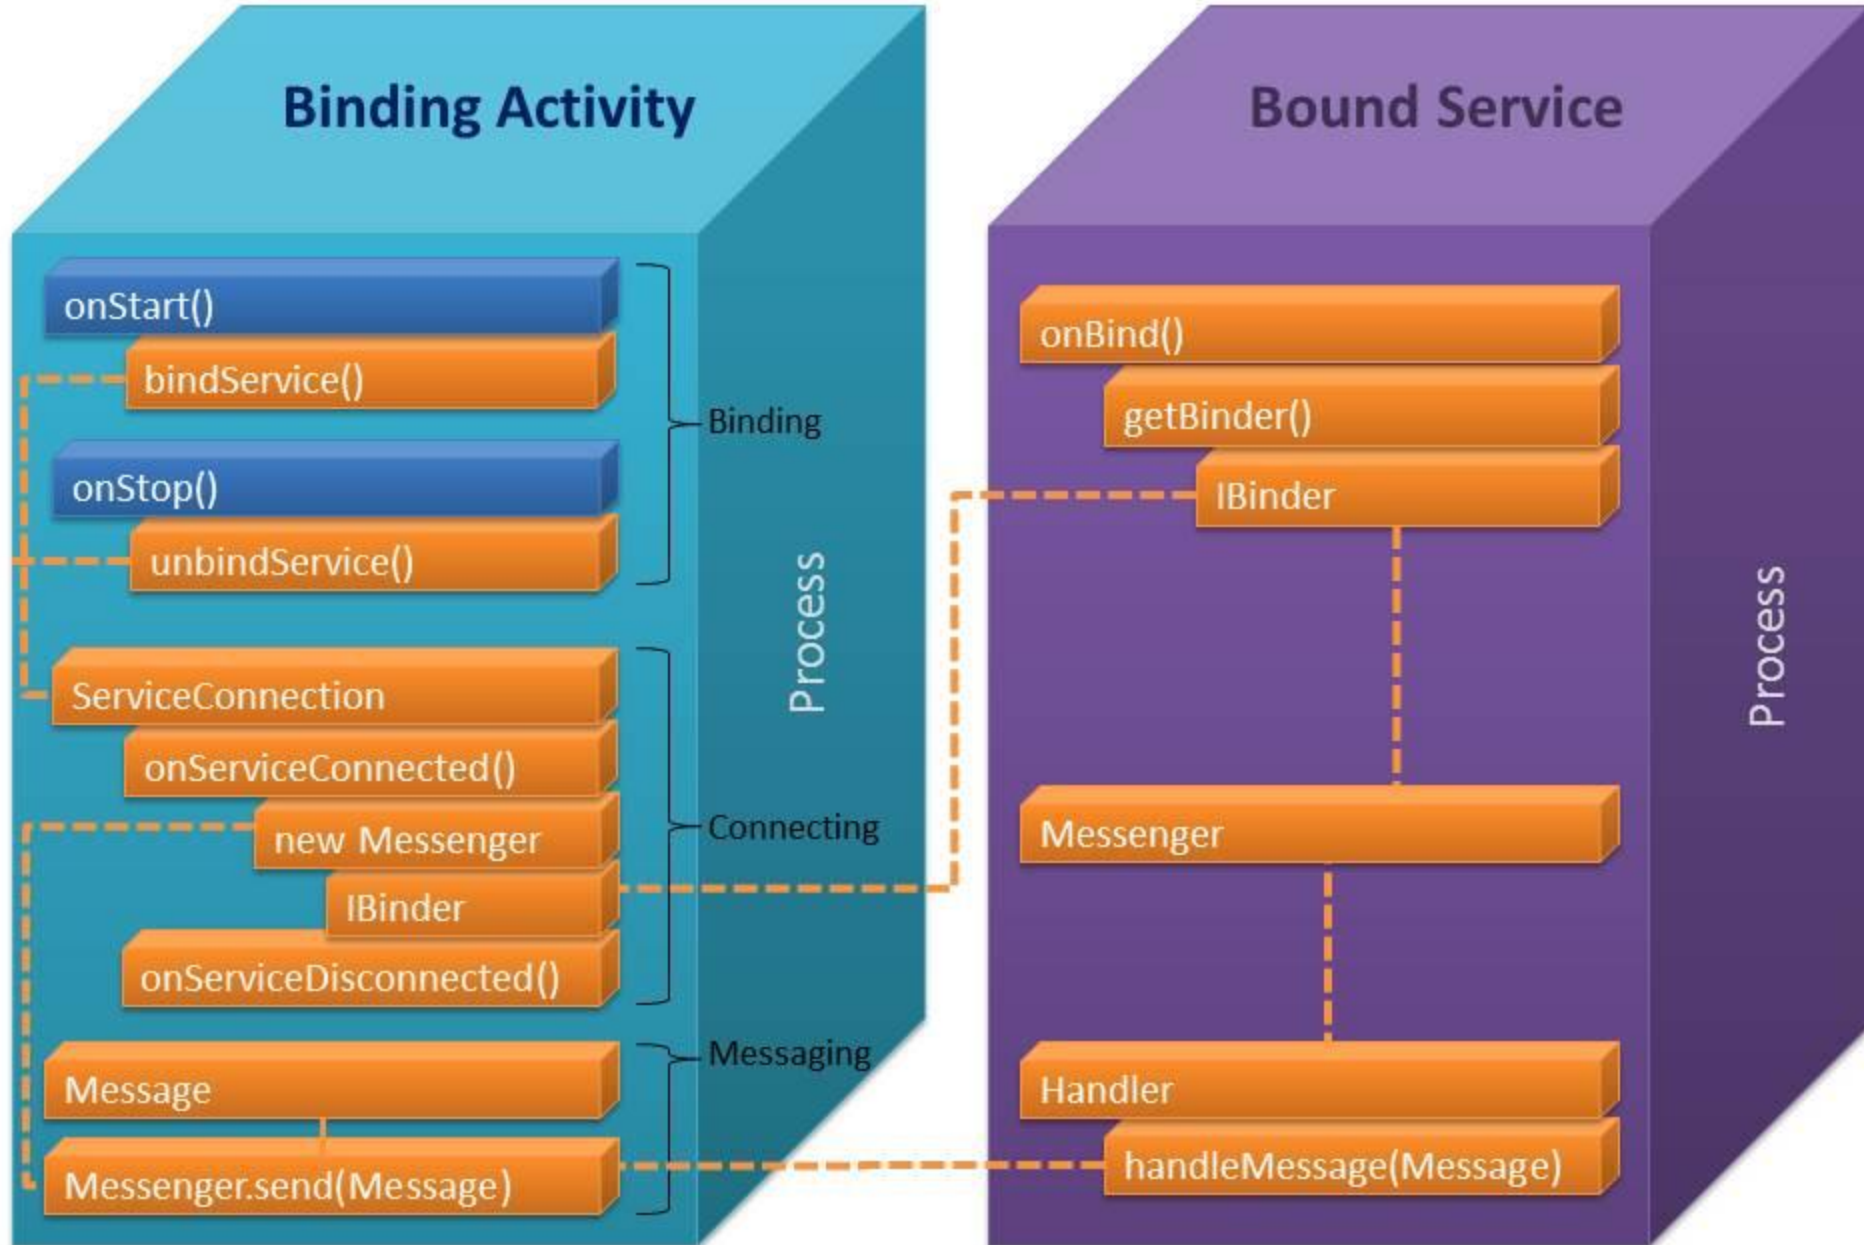 Binding Activity
onStart()
bindService()
onStop()
unbindService()
Binding
ServiceConnection
onServiceConnected()
new Messenger
IBinder
onServiceDisconnected()
Connecting
Message
Messenger.send(Message)
Messaging
Process
Bound Service
onBind()
getBinder()
IBinder
Messenger
Handler
handleMessage(Message)
Process